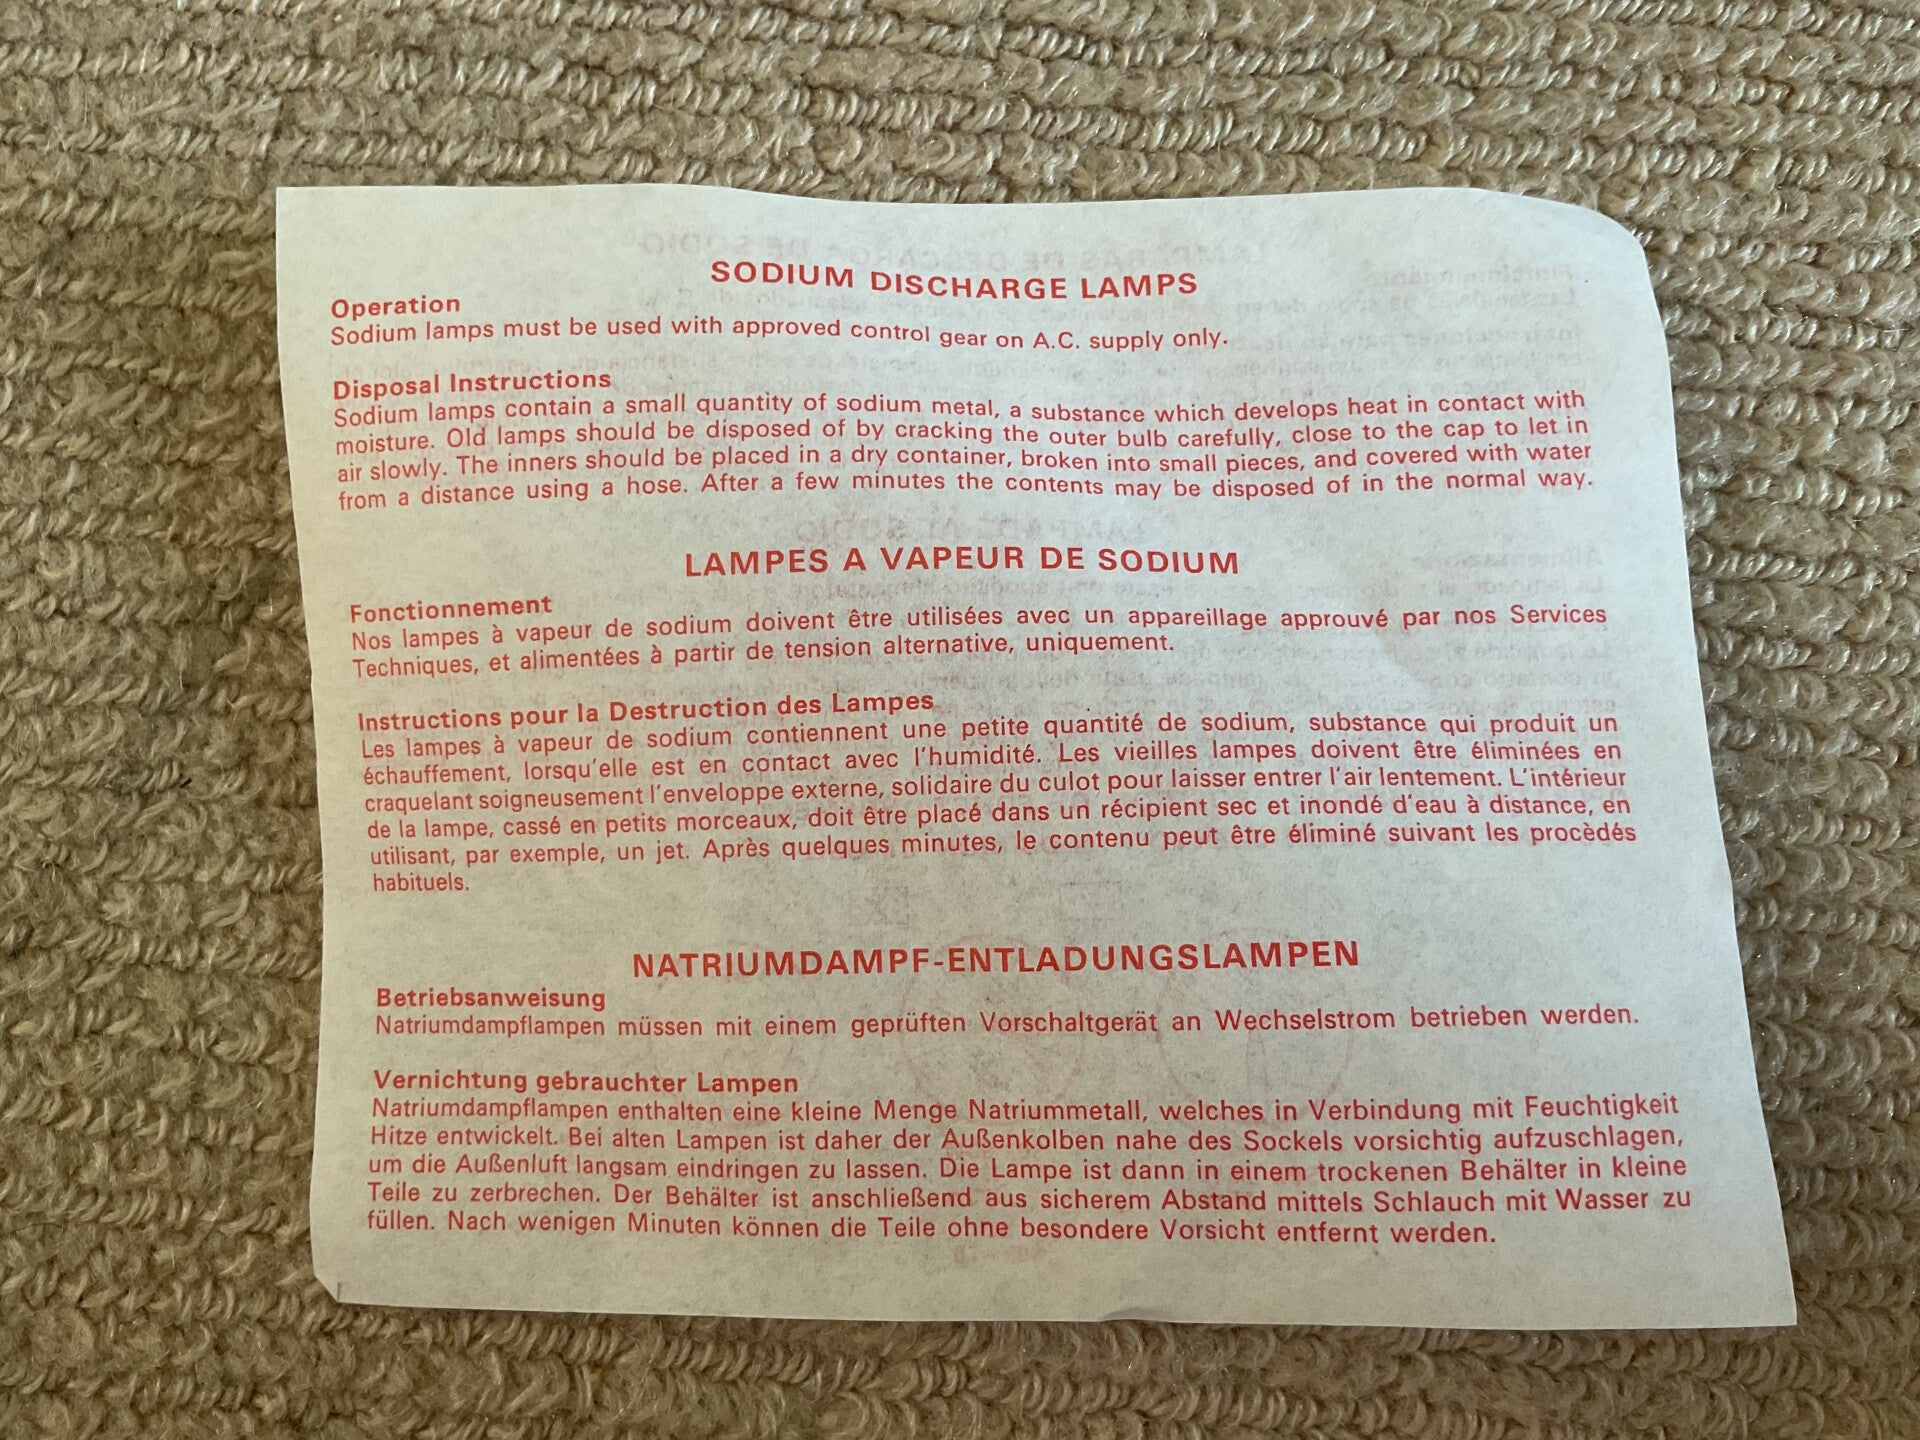 SODIUM DISCHARGE LAMPS
Operation
Sodium lamps must be used with approved control gear on A.C. supply only.
Disposal Instructions
Sodium lamps contain a small quantity of sodium metal, a substance which develops heat in contact with
moisture. Old lamps should be disposed of by cracking the outer bulb carefully, close to the cap to let in
air slowly. The inners should be placed in a dry container, broken into small pieces, and covered with water
from a distance using a hose. After a few minutes the contents may be disposed of in the normal way.
LAMPES A VAPEUR DE SODIUM
Fonctionnement
Nos lampes à vapeur de sodium doivent être utilisées avec un appareillage approuvé par nos Services
Techniques, et alimentées à partir de tension alternative, uniquement.
Instructions pour la Destruction des Lampes
Les lampes à vapeur de sodium contiennent une petite quantité de sodium, substance qui produit un
échauffement, lorsqu'elle est en contact avec l'humidité. Les vieilles lampes doivent être éliminées en
craquelant soigneusement l'enveloppe externe, solidaire du culot pour laisser entrer l'air lentement. L'intérieur
de la lampe, cassé en petits morceaux, doit être placé dans un récipient sec et inondé d'eau à distance, en
utilisant, par exemple, un jet. Après quelques minutes, le contenu peut être éliminé suivant les procèdés
habituels.
NATRIUMDAMPF-ENTLADUNGSLAMPEN
Betriebsanweisung
Natriumdampflampen müssen mit einem geprüften Vorschaltgerät an Wechselstrom betrieben werden.
Vernichtung gebrauchter Lampen
Natriumdampflampen enthalten eine kleine Menge Natriummetall, welches in Verbindung mit Feuchtigkeit
Hitze entwickelt. Bei alten Lampen ist daher der Außenkolben nahe des Sockels vorsichtig aufzuschlagen,
um die Außenluft langsam eindringen zu lassen. Die Lampe ist dann in einem trockenen Behälter in kleine
Teile zu zerbrechen. Der Behälter ist anschließend aus sicherem Abstand mittels Schlauch mit Wasser zu
füllen. Nach wenigen Minuten können die Teile ohne besondere Vorsicht entfernt werden.